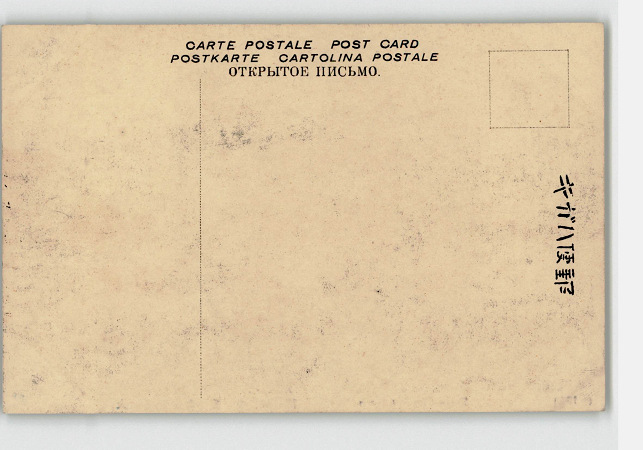 CARTE POSTALE POST CARD
POSTKARTE CARTOLINA POSTALE
ОТКРЫТОЕ ПИСЬМО.
キガハ便郵